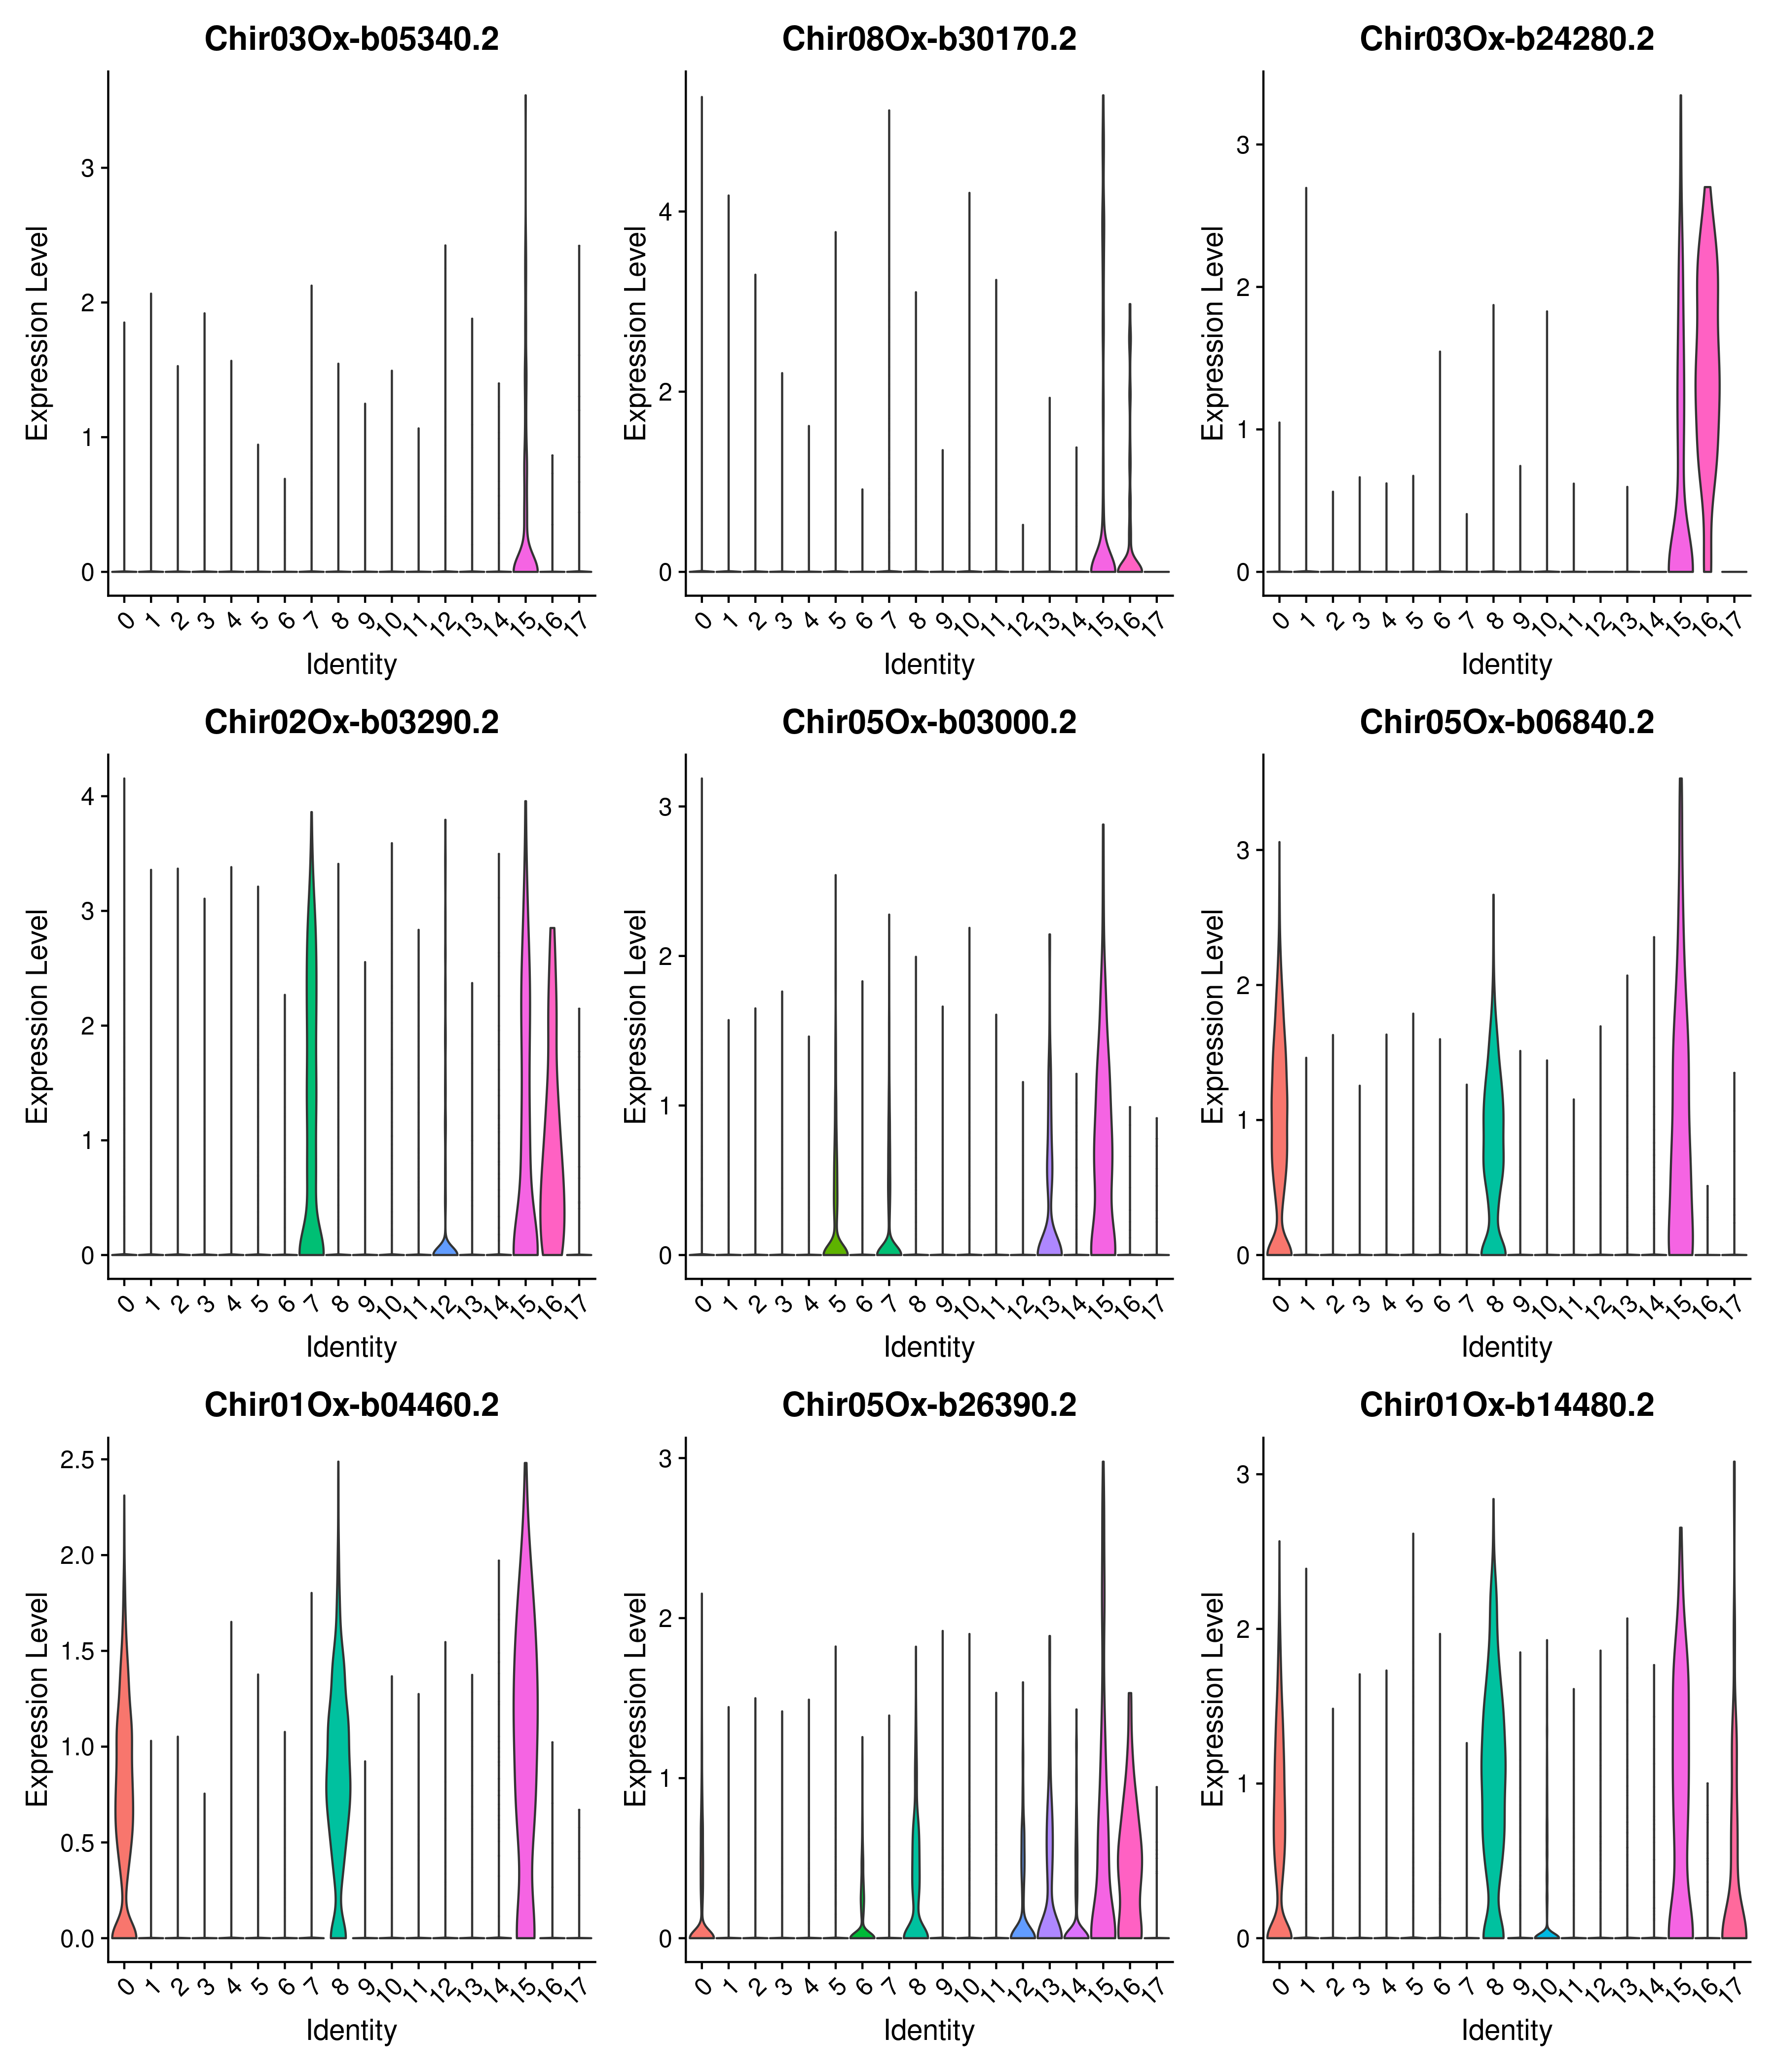 Chir03Ox-b05340.2
Expression Level
3
2
1
0
0 1 2 3 4 5 6 7 8 9 10 11 12 13 14 15 16 17
Identity
Chir08Ox-b30170.2
Expression Level
4
2
0
0 1 2 3 4 5 6 7 8 9 10 11 12 13 14 15 16 17
Identity
Chir03Ox-b24280.2
Expression Level
3
2
1
0
0 1 2 3 4 5 6 7 8 9 10 11 12 13 14 15 16 17
Identity
Chir02Ox-b03290.2
Expression Level
4
3
2
1
0
0 1 2 3 4 5 6 7 8 9 10 11 12 13 14 15 16 17
Identity
Chir05Ox-b03000.2
Expression Level
3
2
1
0
0 1 2 3 4 5 6 7 8 9 10 11 12 13 14 15 16 17
Identity
Chir05Ox-b06840.2
Expression Level
3
2
1
0
0 1 2 3 4 5 6 7 8 9 10 11 12 13 14 15 16 17
Identity
Chir01Ox-b04460.2
Expression Level
2.5
2.0
1.5
1.0
0.5
0.0
0 1 2 3 4 5 6 7 8 9 10 11 12 13 14 15 16 17
Identity
Chir05Ox-b26390.2
Expression Level
3
2
1
0
0 1 2 3 4 5 6 7 8 9 10 11 12 13 14 15 16 17
Identity
Chir01Ox-b14480.2
Expression Level
3
2
1
0
0 1 2 3 4 5 6 7 8 9 10 11 12 13 14 15 16 17
Identity